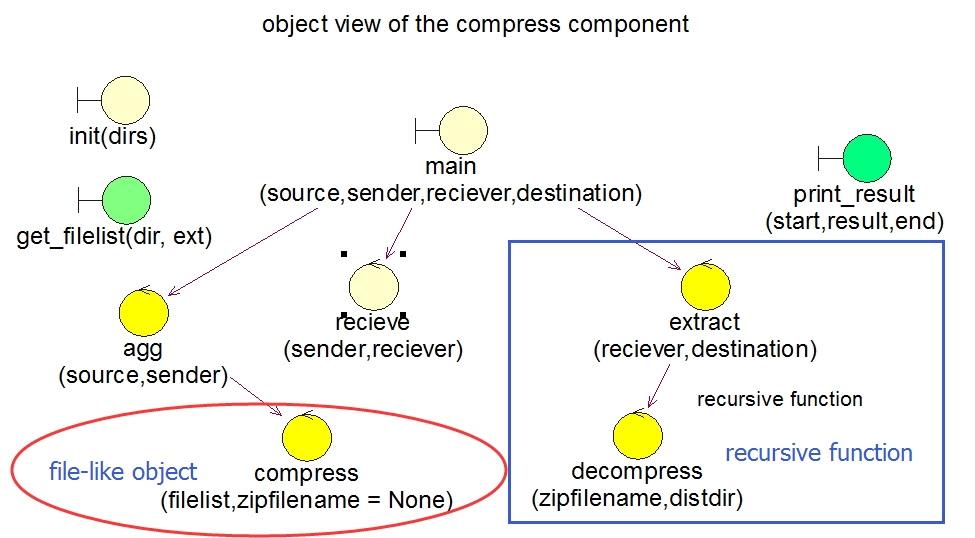 object view of the compress component
init(dirs)
main
(source,sender,reciever,destination)
print_result
(start,result,end)
get_filelist(dir, ext)
recieve
(sender,reciever)
extract
(reciever,destination)
agg
(source,sender)
recursive function
recursive function
file-like object
compress
(filelist,zipfilename = None)
decompress
(zipfilename,distdir)